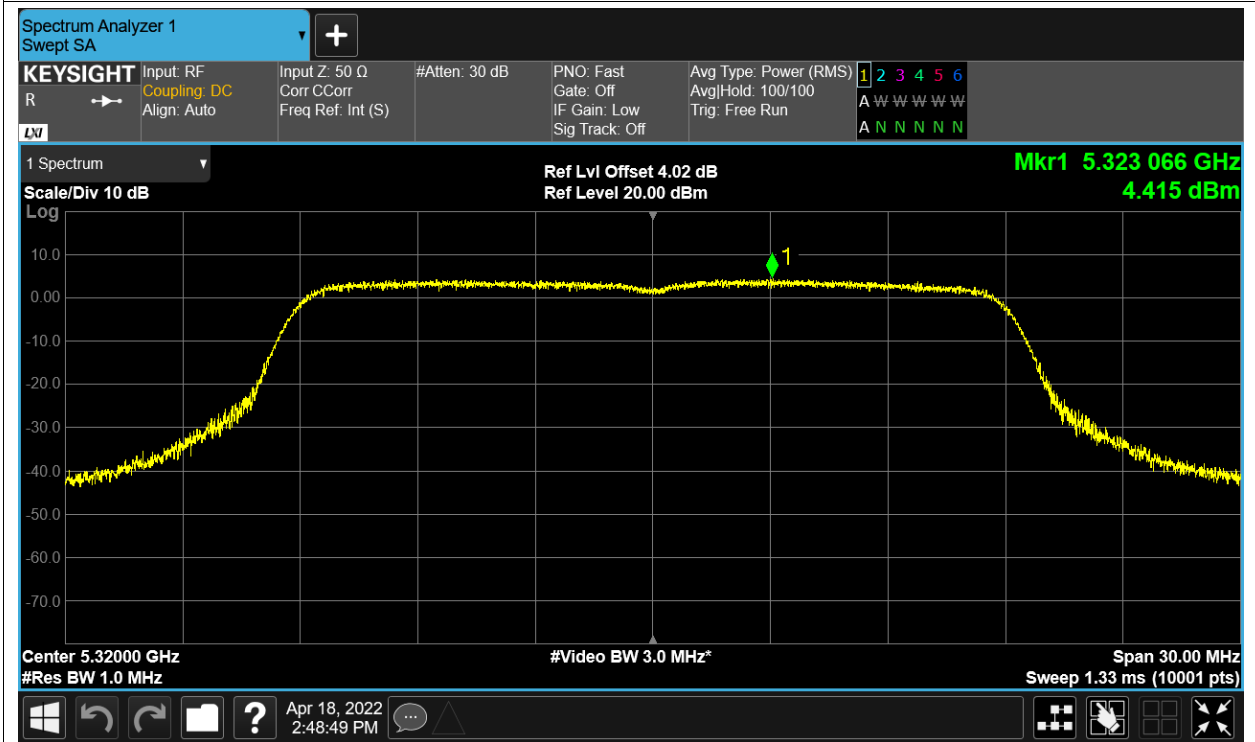 Spectrum Analyzer 1
Swept SA
KEYSIGHT
R
LXI
Input: RF
Coupling: DC
Align: Auto
Input Z: 50 Ω
Corr CCorr
Freq Ref: Int (S)
#Atten: 30 dB
PNO: Fast
Gate: Off
IF Gain: Low
Sig Track: Off
Avg Type: Power (RMS)
Avg|Hold: 100/100
Trig: Free Run
1 2 3 4 5 6
A W W W W W
A N N N N N
1 Spectrum
Scale/Div 10 dB
Log
Ref Lvl Offset 4.02 dB
Ref Level 20.00 dBm
Mkr1 5.323 066 GHz
4.415 dBm
10.0
0.00
-10.0
-20.0
-30.0
-40.0
-50.0
-60.0
-70.0
1
Center 5.32000 GHz
#Res BW 1.0 MHz
#Video BW 3.0 MHz*
Span 30.00 MHz
Sweep 1.33 ms (10001 pts)
?
Apr 18, 2022
2:48:49 PM